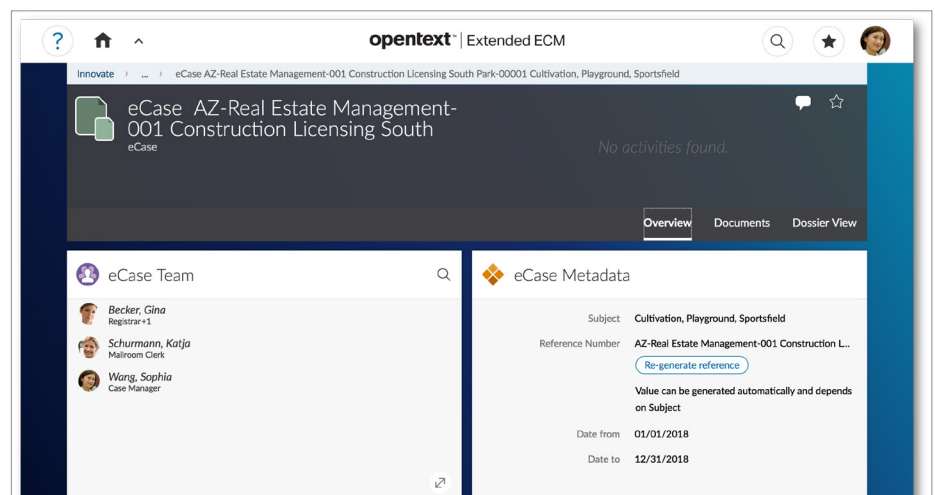 ?
opentext™ | Extended ECM
Innovate > ... > eCase AZ-Real Estate Management-001 Construction Licensing South Park-00001 Cultivation, Playground, Sportsfield
eCase AZ-Real Estate Management-
001 Construction Licensing South
eCase
No activities found.
Overview Documents Dossier View
eCase Team
Becker, Gina
Registrar+1
Schurmann, Katja
Mailroom Clerk
Wang, Sophia
Case Manager
eCase Metadata
Subject Cultivation, Playground, Sportsfield
Reference Number AZ-Real Estate Management-001 Construction L...
Re-generate reference
Value can be generated automatically and depends
on Subject
Date from 01/01/2018
Date to 12/31/2018